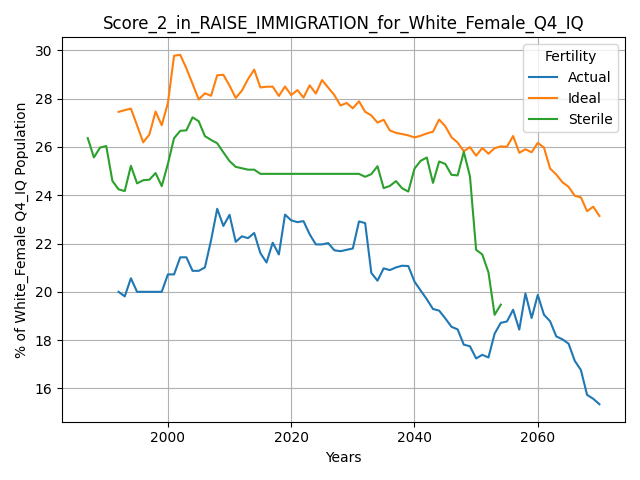 Score_2_in_RAISE_IMMIGRATION_for_White_Female_Q4_IQ
% of White_Female Q4_IQ Population
30
28
26
24
22
20
18
16
Fertility
Actual
Ideal
Sterile
2000
2020
2040
2060
Years